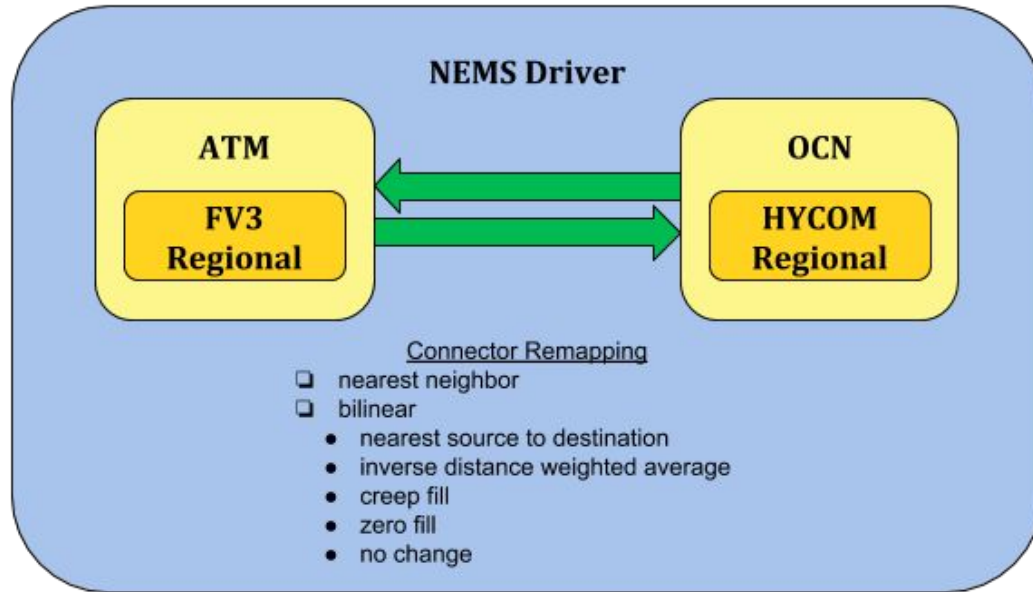 NEMS Driver
ATM
FV3
Regional
OCN
HYCOM
Regional
Connector Remapping
❏ nearest neighbor
❏ bilinear
● nearest source to destination
● inverse distance weighted average
● creep fill
● zero fill
● no change